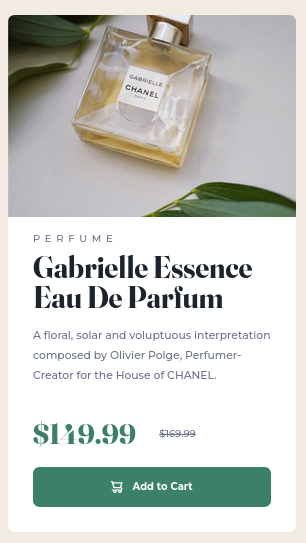 GABRIELLE
CHANEL
PARIS
PERFUME
Gabrielle Essence
Eau De Parfum
A floral, solar and voluptuous interpretation
composed by Olivier Polge, Perfumer-
Creator for the House of CHANEL.
$149.99 $169.99
Add to Cart